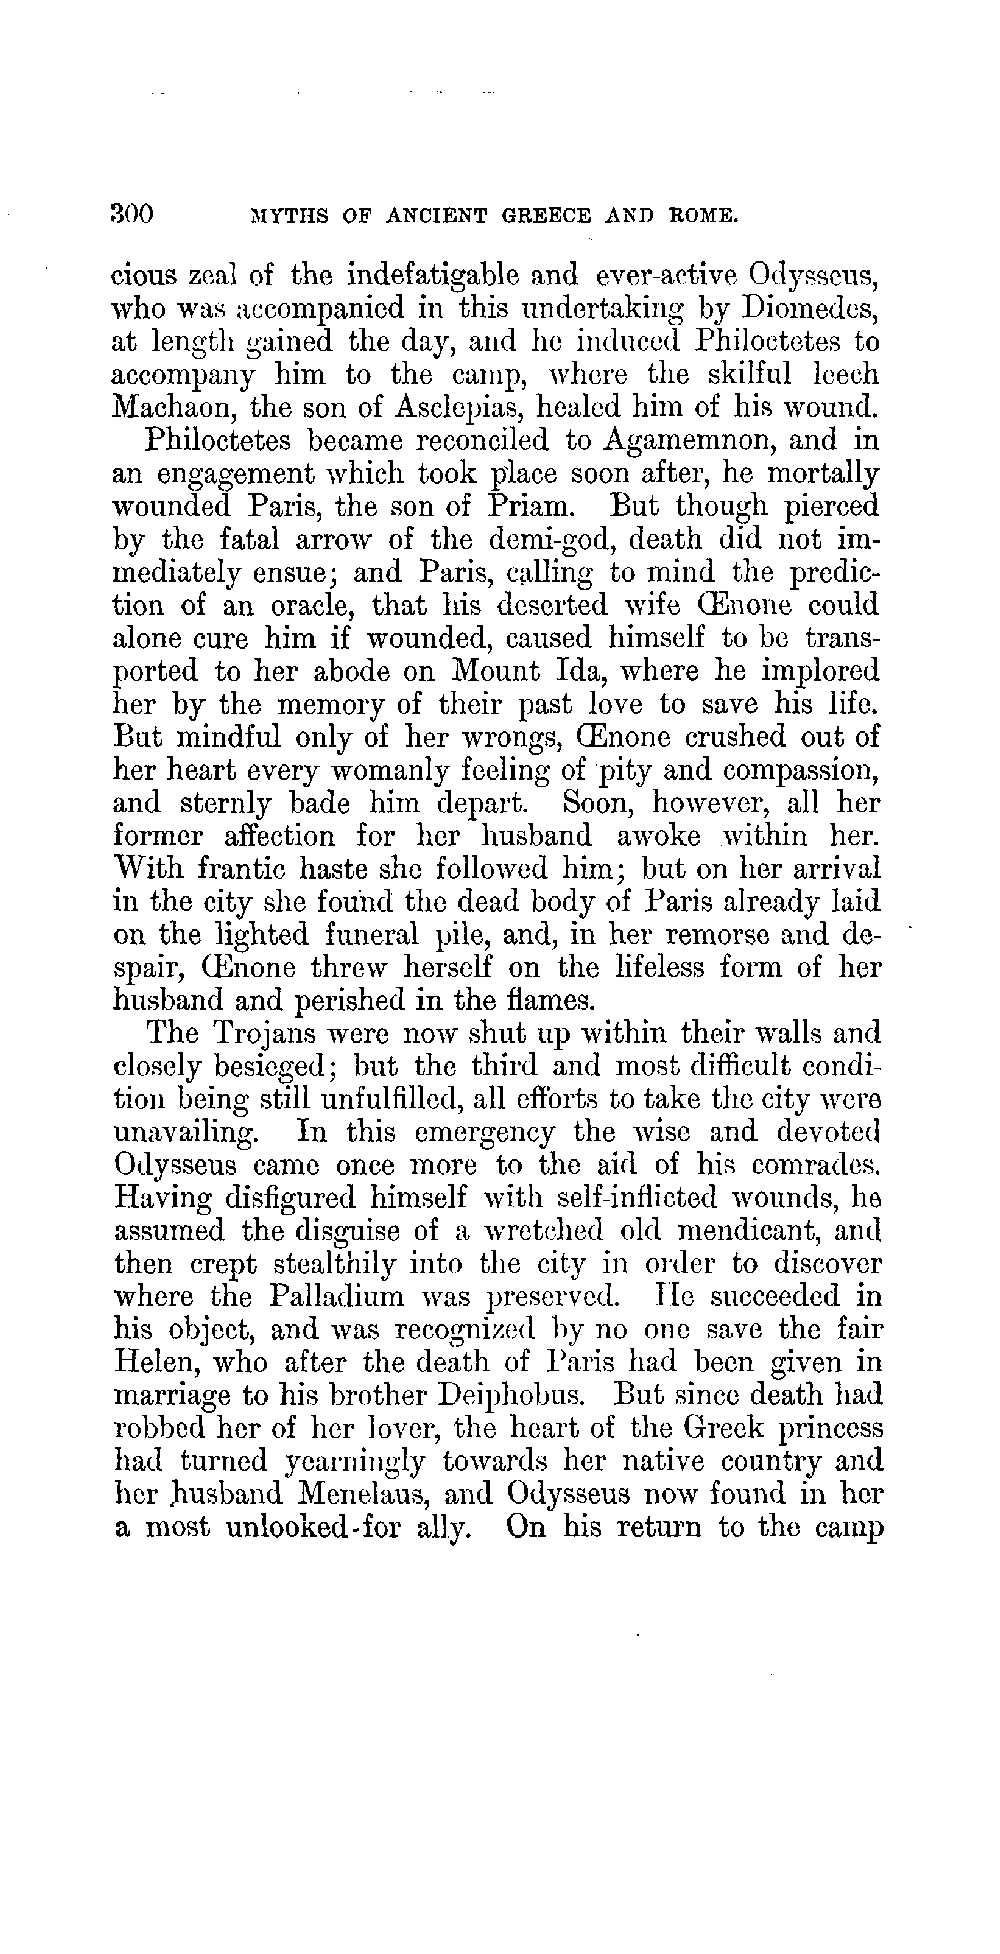 300 MYTHS OF ANCIENT GREECE AND ROME.
cious zeal of the indefatigable and ever-active Odysseus,
who was accompanied in this undertaking by Diomedes,
at length gained the day, and he induced Philoctetes to
accompany him to the camp, where the skilful leech
Machaon, the son of Asclepias, healed him of his wound.
Philoctetes became reconciled to Agamemnon, and in
an engagement which took place soon after, he mortally
wounded Paris, the son of Priam. But though pierced
by the fatal arrow of the demi-god, death did not im-
mediately ensue; and Paris, calling to mind the predic-
tion of an oracle, that his deserted wife Œnone could
alone cure him if wounded, caused himself to be trans-
ported to her abode on Mount Ida, where he implored
her by the memory of their past love to save his life.
But mindful only of her wrongs, Œnone crushed out of
her heart every womanly feeling of pity and compassion,
and sternly bade him depart. Soon, however, all her
former affection for her husband awoke within her.
With frantic haste she followed him; but on her arrival
in the city she found the dead body of Paris already laid
on the lighted funeral pile, and, in her remorse and de-
spair, Œnone threw herself on the lifeless form of her
husband and perished in the flames.
The Trojans were now shut up within their walls and
closely besieged; but the third and most difficult condi-
tion being still unfulfilled, all efforts to take the city were
unavailing. In this emergency the wise and devoted
Odysseus came once more to the aid of his comrades.
Having disfigured himself with self-inflicted wounds, he
assumed the disguise of a wretched old mendicant, and
then crept stealthily into the city in order to discover
where the Palladium was preserved. He succeeded in
his object, and was recognized by no one save the fair
Helen, who after the death of Paris had been given in
marriage to his brother Deiphobus. But since death had
robbed her of her lover, the heart of the Greek princess
had turned yearningly towards her native country and
her husband Menelaus, and Odysseus now found in her
a most unlooked-for ally. On his return to the camp